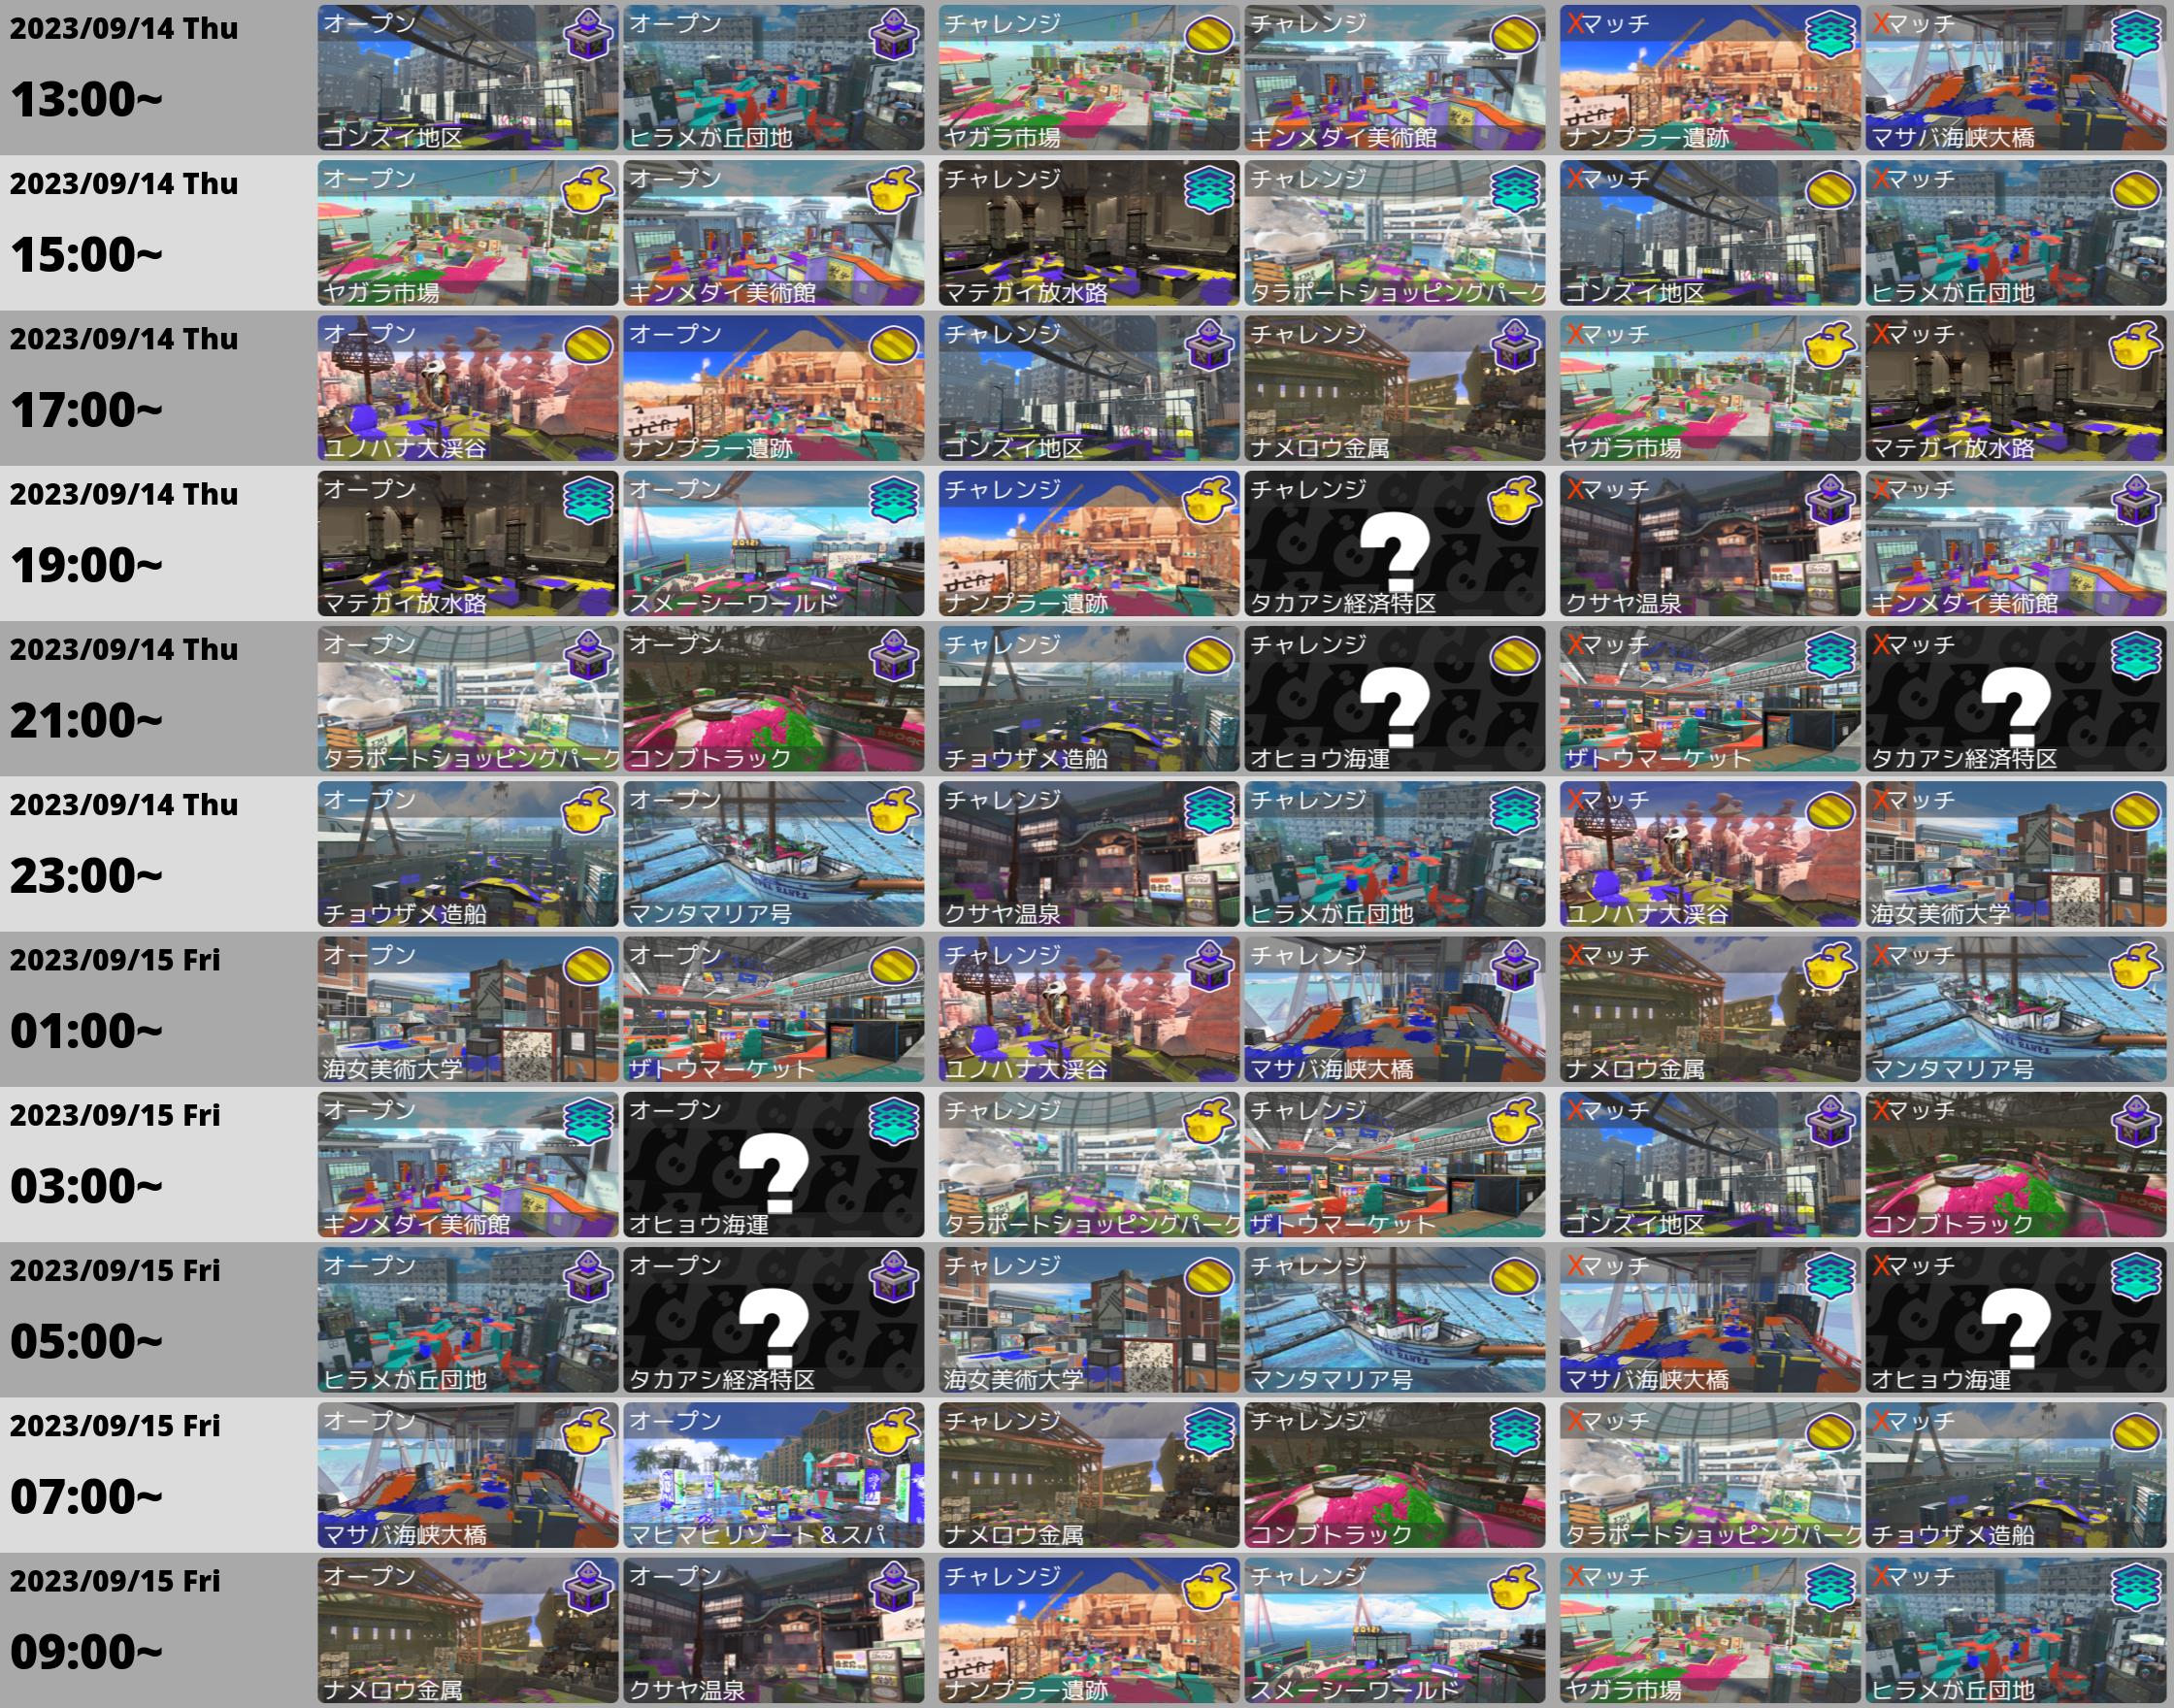 2023/09/14 Thu
13:00~
オープン
ゴンズイ地区
オープン
ヒラメが丘団地
チャレンジ
ヤガラ市場
チャレンジ
キンメダイ美術館
Xマッチ
ナンプラー遺跡
Xマッチ
マサバ海峡大橋
2023/09/14 Thu
15:00~
オープン
ヤガラ市場
オープン
キンメダイ美術館
チャレンジ
マテガイ放水路
チャレンジ
タラポートショッピングパーク
Xマッチ
ゴンズイ地区
Xマッチ
ヒラメが丘団地
2023/09/14 Thu
17:00~
オープン
ユノハナ大渓谷
オープン
ナンプラー遺跡
チャレンジ
ゴンズイ地区
チャレンジ
ナメロウ金属
Xマッチ
ヤガラ市場
Xマッチ
マテガイ放水路
2023/09/14 Thu
19:00~
オープン
マテガイ放水路
オープン
スメーシーワールド
チャレンジ
ナンプラー遺跡
チャレンジ
?
タカアシ経済特区
Xマッチ
クサヤ温泉
Xマッチ
キンメダイ美術館
2023/09/14 Thu
21:00~
オープン
タラポートショッピングパーク
オープン
コンブトラック
チャレンジ
チョウザメ造船
チャレンジ
?
オヒョウ海運
Xマッチ
ザトウマーケット
Xマッチ
?
タカアシ経済特区
2023/09/14 Thu
23:00~
オープン
チョウザメ造船
オープン
マンタマリア号
チャレンジ
クサヤ温泉
チャレンジ
ヒラメが丘団地
Xマッチ
ユノハナ大渓谷
Xマッチ
海女美術大学
2023/09/15 Fri
01:00~
オープン
海女美術大学
オープン
ザトウマーケット
チャレンジ
ユノハナ大渓谷
チャレンジ
マサバ海峡大橋
Xマッチ
ナメロウ金属
Xマッチ
マンタマリア号
2023/09/15 Fri
03:00~
オープン
キンメダイ美術館
オープン
?
オヒョウ海運
チャレンジ
タラポートショッピングパーク
チャレンジ
ザトウマーケット
Xマッチ
ゴンズイ地区
Xマッチ
コンブトラック
2023/09/15 Fri
05:00~
オープン
ヒラメが丘団地
オープン
?
タカアシ経済特区
チャレンジ
海女美術大学
チャレンジ
マンタマリア号
Xマッチ
マサバ海峡大橋
Xマッチ
?
オヒョウ海運
2023/09/15 Fri
07:00~
オープン
マサバ海峡大橋
オープン
マヒマヒリゾート＆スパ
チャレンジ
ナメロウ金属
チャレンジ
コンブトラック
Xマッチ
タラポートショッピングパーク
Xマッチ
チョウザメ造船
2023/09/15 Fri
09:00~
オープン
ナメロウ金属
オープン
クサヤ温泉
チャレンジ
ナンプラー遺跡
チャレンジ
スメーシーワールド
Xマッチ
ヤガラ市場
Xマッチ
ヒラメが丘団地